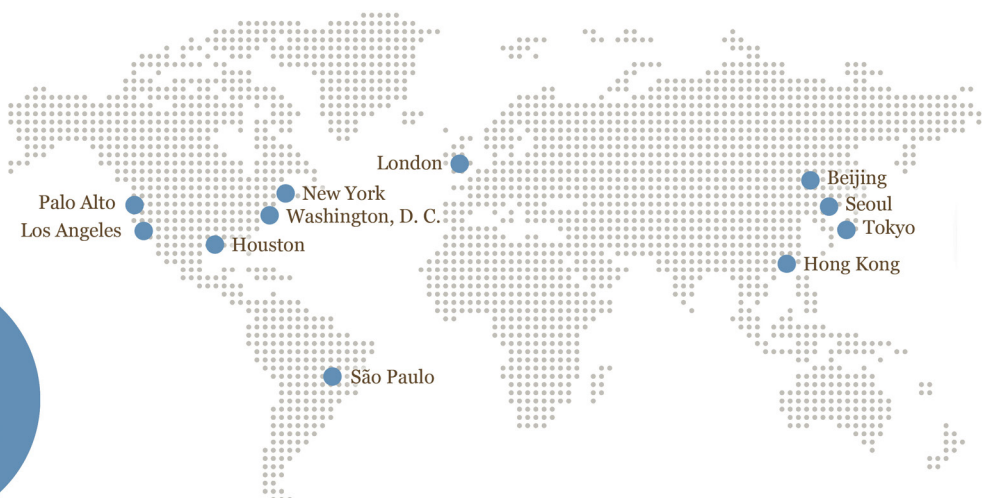 London
Beijing
New York
Palo Alto
Seoul
Washington, D. C.
Los Angeles
Tokyo
Houston
Hong Kong
São Paulo